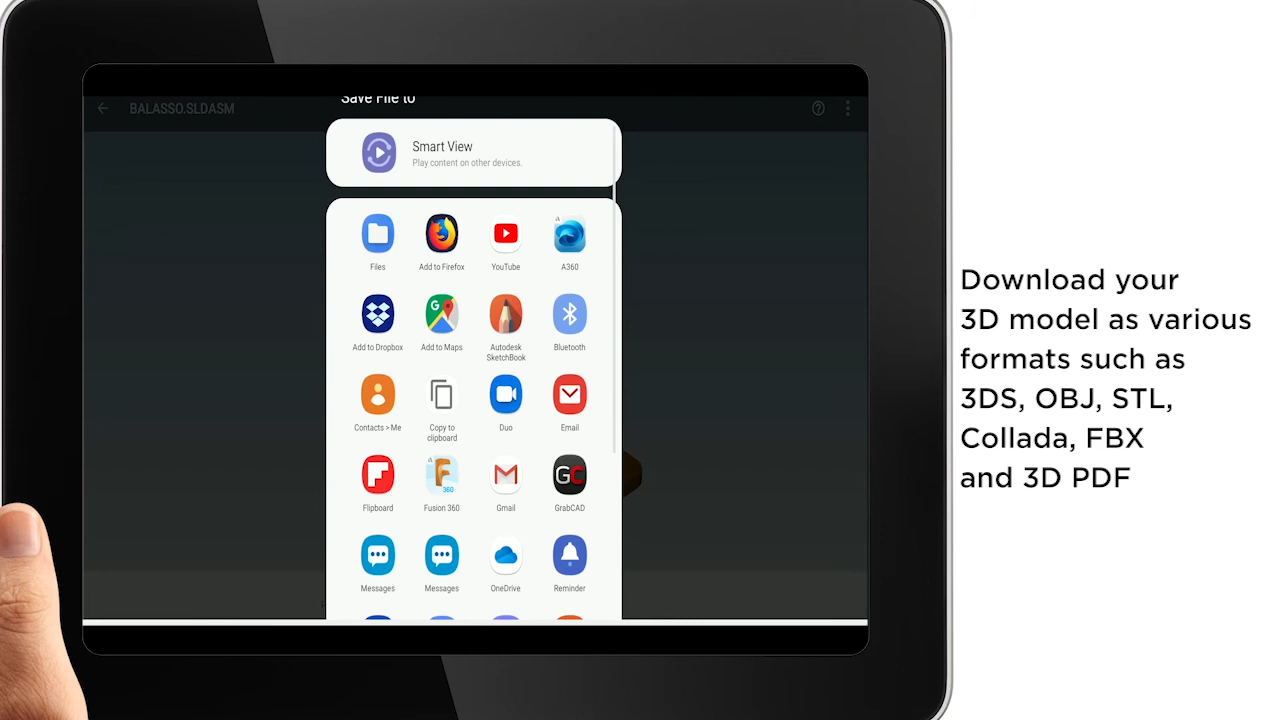 Save File to
BALASSO.SLDASM
Smart View
Play content on other devices.
Files
Add to Firefox
YouTube
A360
Add to Dropbox
Add to Maps
Autodesk
SketchBook
Bluetooth
Contacts > Me
Copy to
clipboard
Duo
Email
Flipboard
Fusion 360
Gmail
GrabCAD
Messages
Messages
OneDrive
Reminder
Download your
3D model as various
formats such as
3DS, OBJ, STL,
Collada, FBX
and 3D PDF